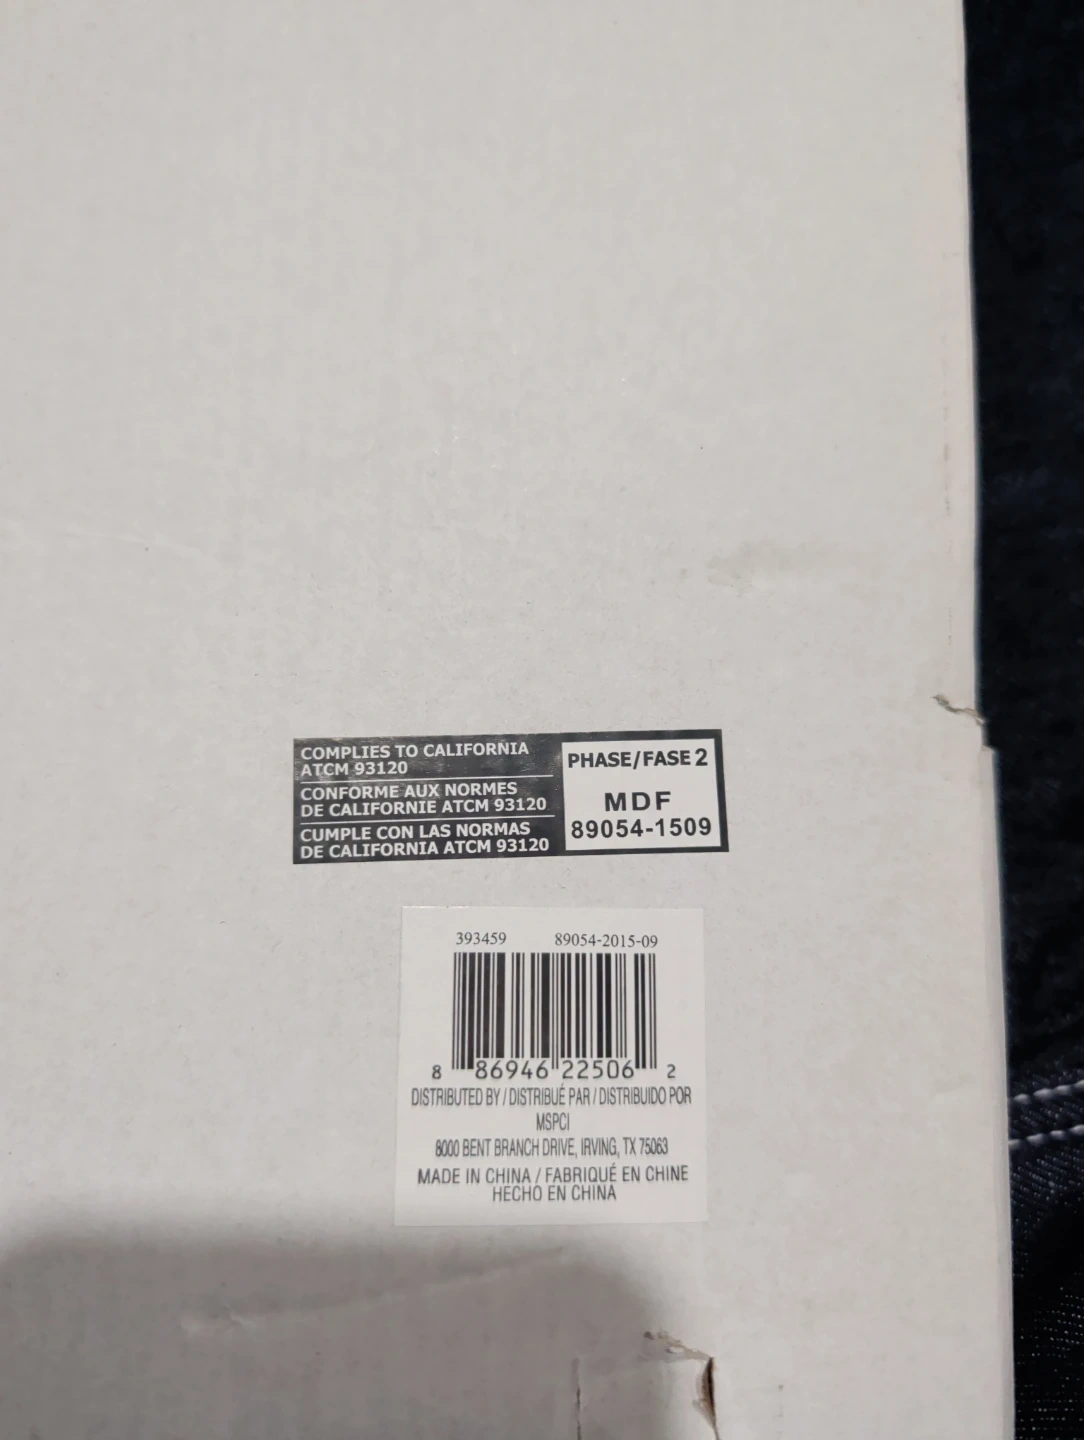 COMPLIES TO CALIFORNIA
ATCM 93120
CONFORME AUX NORMES
DE CALIFORNIE ATCM 93120
CUMPLE CON LAS NORMAS
DE CALIFORNIA ATCM 93120
PHASE/FASE 2
MDF
89054-1509
393459 89054-2015-09
8 86946 22506 2
DISTRIBUTED BY / DISTRIBUÉ PAR / DISTRIBUIDO POR
MSPCI
8000 BENT BRANCH DRIVE, IRVING, TX 75063
MADE IN CHINA / FABRIQUÉ EN CHINE
HECHO EN CHINA